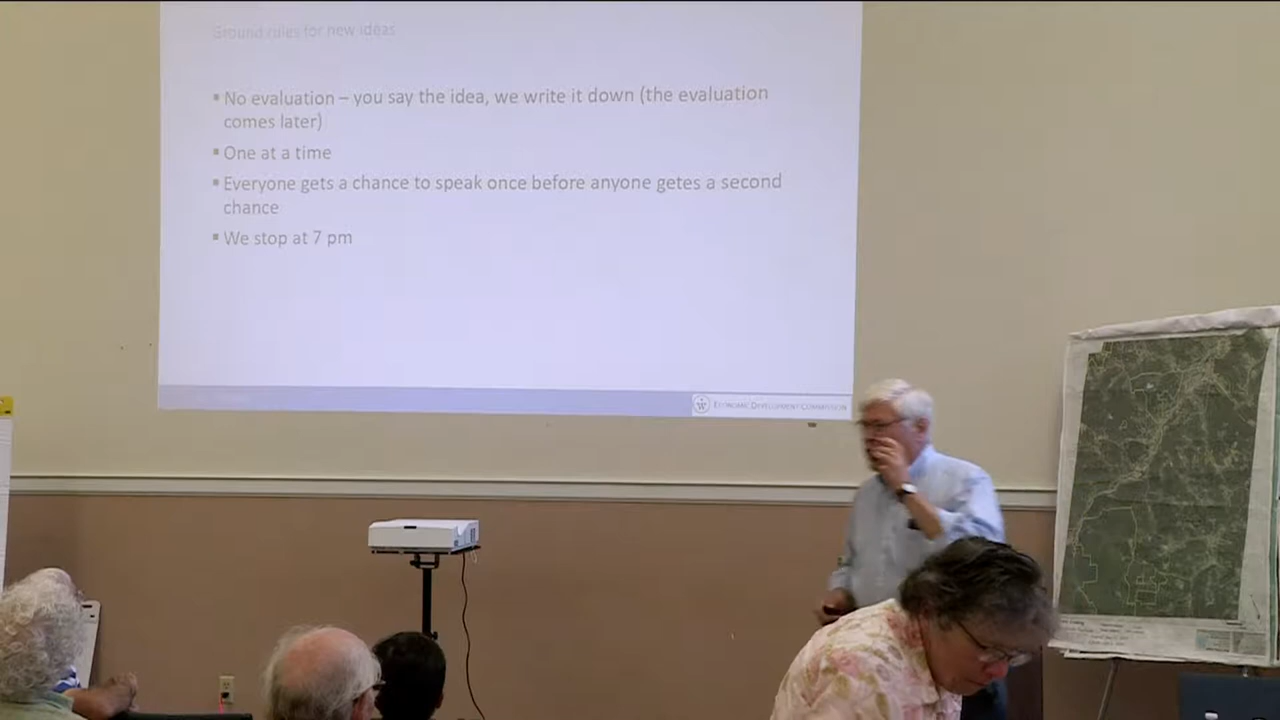 Ground rules for new ideas
▪ No evaluation – you say the idea, we write it down (the evaluation
comes later)
▪ One at a time
▪ Everyone gets a chance to speak once before anyone getes a second
chance
▪ We stop at 7 pm
ECONOMIC DEVELOPMENT COMMISSION